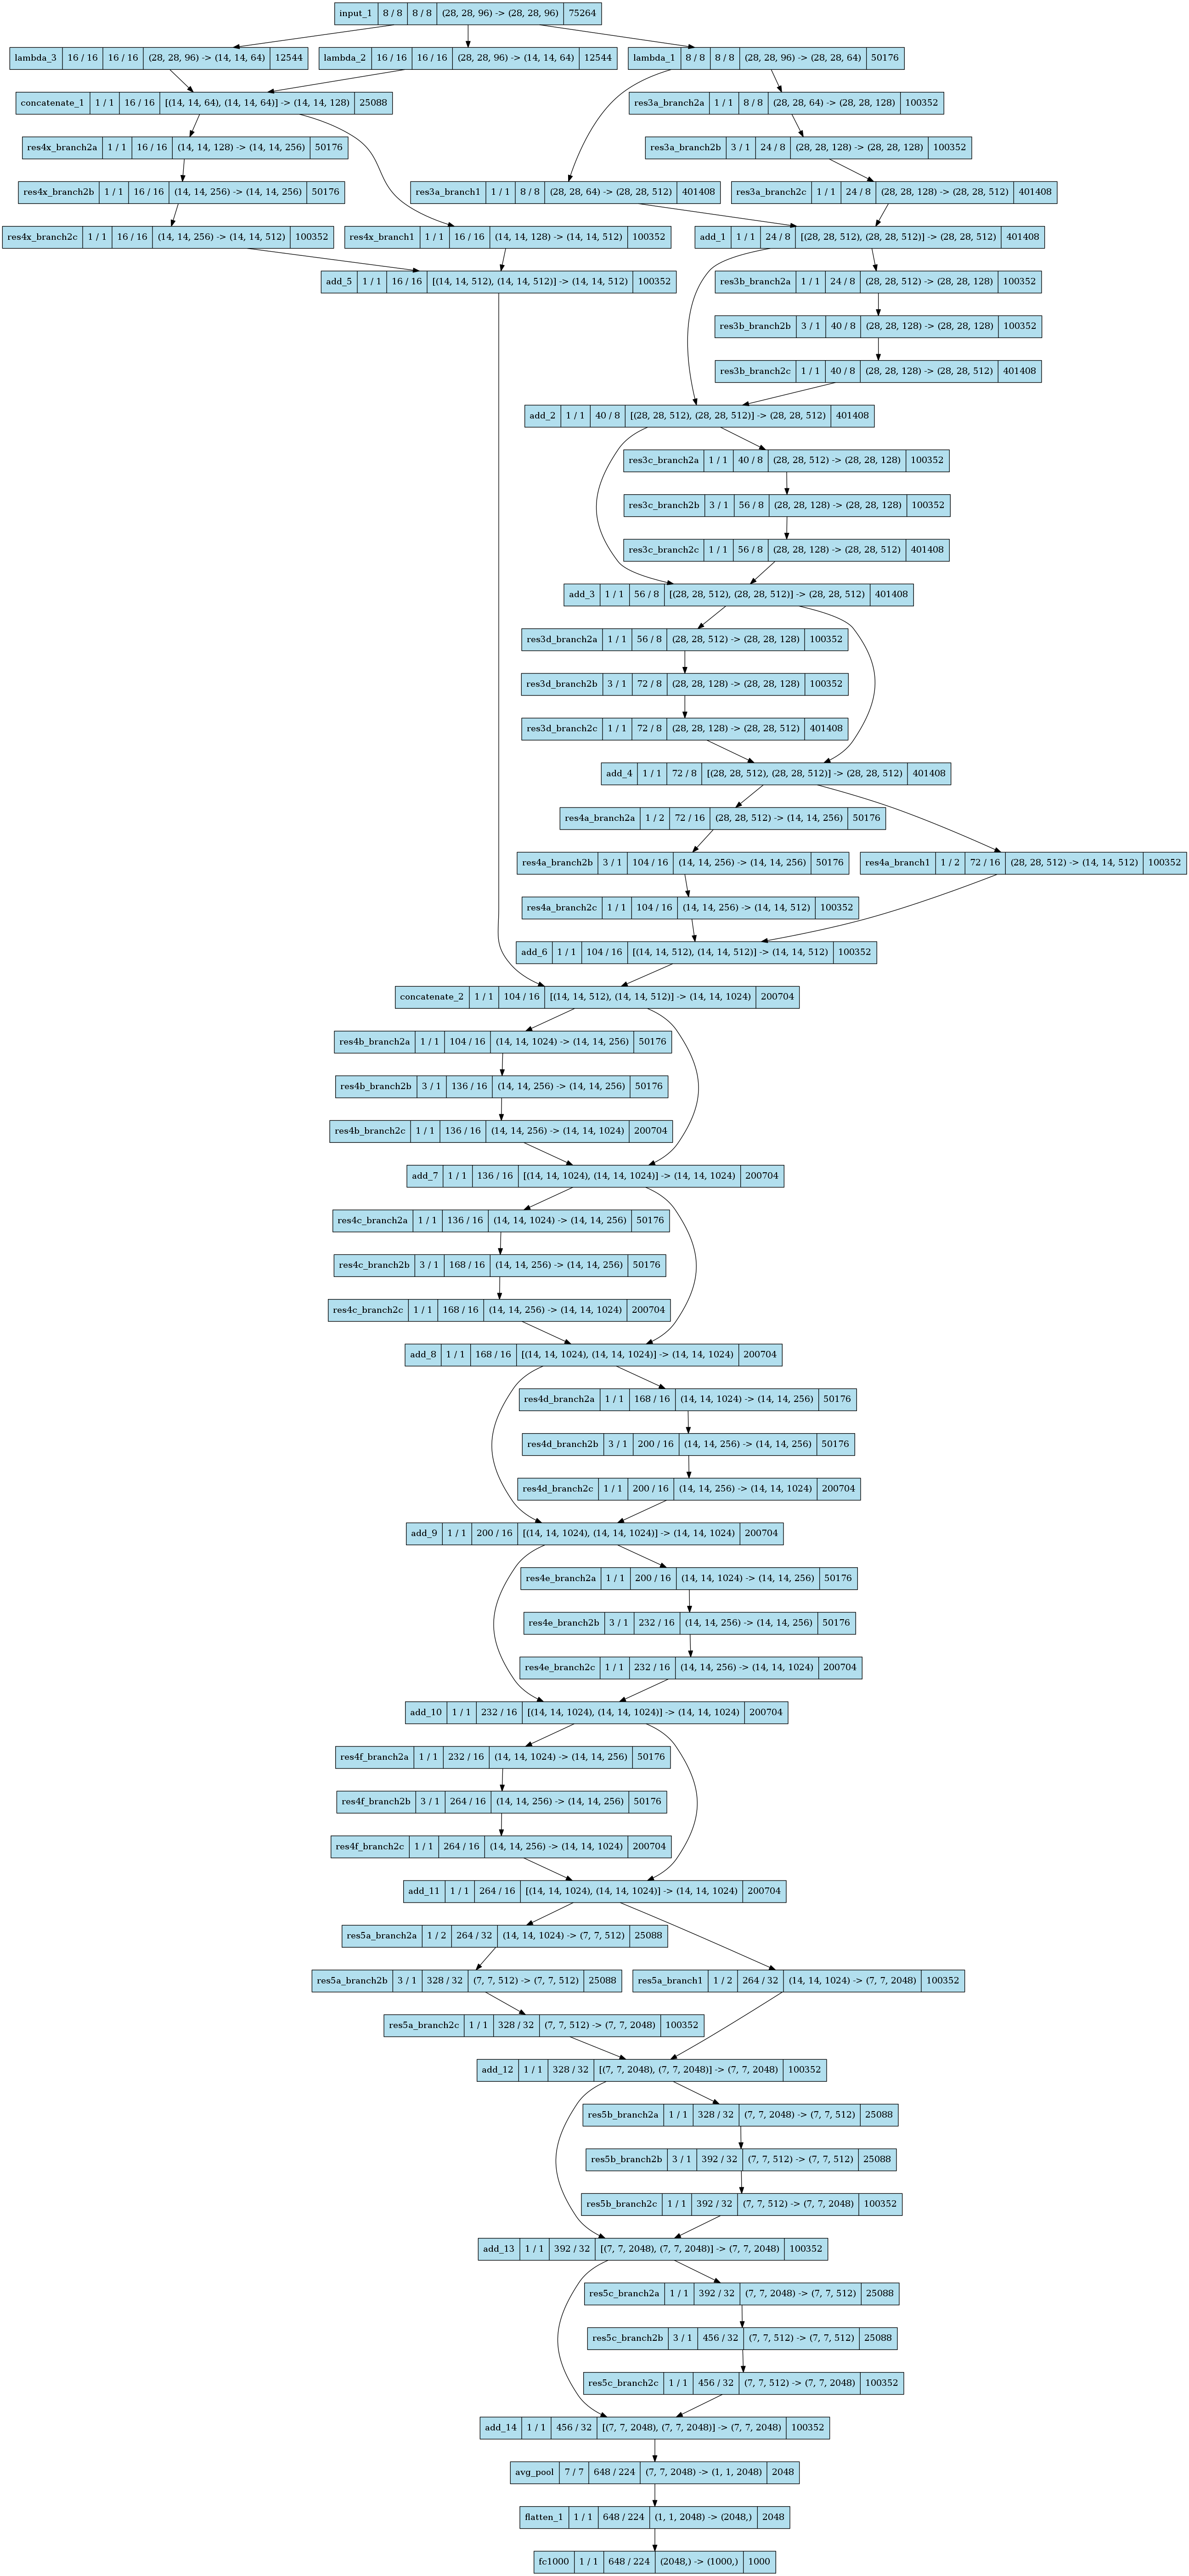 input_1 8 / 8 8 / 8 (28, 28, 96) -> (28, 28, 96) 75264
lambda_3 16 / 16 16 / 16 (28, 28, 96) -> (14, 14, 64) 12544
lambda_2 16 / 16 16 / 16 (28, 28, 96) -> (14, 14, 64) 12544
lambda_1 8 / 8 8 / 8 (28, 28, 96) -> (28, 28, 64) 50176
concatenate_1 1 / 1 16 / 16 [(14, 14, 64), (14, 14, 64)] -> (14, 14, 128) 25088
res3a_branch2a 1 / 1 8 / 8 (28, 28, 64) -> (28, 28, 128) 100352
res4x_branch2a 1 / 1 16 / 16 (14, 14, 128) -> (14, 14, 256) 50176
res3a_branch2b 3 / 1 24 / 8 (28, 28, 128) -> (28, 28, 128) 100352
res4x_branch2b 1 / 1 16 / 16 (14, 14, 256) -> (14, 14, 256) 50176
res3a_branch1 1 / 1 8 / 8 (28, 28, 64) -> (28, 28, 512) 401408
res3a_branch2c 1 / 1 24 / 8 (28, 28, 128) -> (28, 28, 512) 401408
res4x_branch2c 1 / 1 16 / 16 (14, 14, 256) -> (14, 14, 512) 100352
res4x_branch1 1 / 1 16 / 16 (14, 14, 128) -> (14, 14, 512) 100352
add_1 1 / 1 24 / 8 [(28, 28, 512), (28, 28, 512)] -> (28, 28, 512) 401408
add_5 1 / 1 16 / 16 [(14, 14, 512), (14, 14, 512)] -> (14, 14, 512) 100352
res3b_branch2a 1 / 1 24 / 8 (28, 28, 512) -> (28, 28, 128) 100352
res3b_branch2b 3 / 1 40 / 8 (28, 28, 128) -> (28, 28, 128) 100352
res3b_branch2c 1 / 1 40 / 8 (28, 28, 128) -> (28, 28, 512) 401408
add_2 1 / 1 40 / 8 [(28, 28, 512), (28, 28, 512)] -> (28, 28, 512) 401408
res3c_branch2a 1 / 1 40 / 8 (28, 28, 512) -> (28, 28, 128) 100352
res3c_branch2b 3 / 1 56 / 8 (28, 28, 128) -> (28, 28, 128) 100352
res3c_branch2c 1 / 1 56 / 8 (28, 28, 128) -> (28, 28, 512) 401408
add_3 1 / 1 56 / 8 [(28, 28, 512), (28, 28, 512)] -> (28, 28, 512) 401408
res3d_branch2a 1 / 1 56 / 8 (28, 28, 512) -> (28, 28, 128) 100352
res3d_branch2b 3 / 1 72 / 8 (28, 28, 128) -> (28, 28, 128) 100352
res3d_branch2c 1 / 1 72 / 8 (28, 28, 128) -> (28, 28, 512) 401408
add_4 1 / 1 72 / 8 [(28, 28, 512), (28, 28, 512)] -> (28, 28, 512) 401408
res4a_branch2a 1 / 2 72 / 16 (28, 28, 512) -> (14, 14, 256) 50176
res4a_branch2b 3 / 1 104 / 16 (14, 14, 256) -> (14, 14, 256) 50176
res4a_branch1 1 / 2 72 / 16 (28, 28, 512) -> (14, 14, 512) 100352
res4a_branch2c 1 / 1 104 / 16 (14, 14, 256) -> (14, 14, 512) 100352
add_6 1 / 1 104 / 16 [(14, 14, 512), (14, 14, 512)] -> (14, 14, 512) 100352
concatenate_2 1 / 1 104 / 16 [(14, 14, 512), (14, 14, 512)] -> (14, 14, 1024) 200704
res4b_branch2a 1 / 1 104 / 16 (14, 14, 1024) -> (14, 14, 256) 50176
res4b_branch2b 3 / 1 136 / 16 (14, 14, 256) -> (14, 14, 256) 50176
res4b_branch2c 1 / 1 136 / 16 (14, 14, 256) -> (14, 14, 1024) 200704
add_7 1 / 1 136 / 16 [(14, 14, 1024), (14, 14, 1024)] -> (14, 14, 1024) 200704
res4c_branch2a 1 / 1 136 / 16 (14, 14, 1024) -> (14, 14, 256) 50176
res4c_branch2b 3 / 1 168 / 16 (14, 14, 256) -> (14, 14, 256) 50176
res4c_branch2c 1 / 1 168 / 16 (14, 14, 256) -> (14, 14, 1024) 200704
add_8 1 / 1 168 / 16 [(14, 14, 1024), (14, 14, 1024)] -> (14, 14, 1024) 200704
res4d_branch2a 1 / 1 168 / 16 (14, 14, 1024) -> (14, 14, 256) 50176
res4d_branch2b 3 / 1 200 / 16 (14, 14, 256) -> (14, 14, 256) 50176
res4d_branch2c 1 / 1 200 / 16 (14, 14, 256) -> (14, 14, 1024) 200704
add_9 1 / 1 200 / 16 [(14, 14, 1024), (14, 14, 1024)] -> (14, 14, 1024) 200704
res4e_branch2a 1 / 1 200 / 16 (14, 14, 1024) -> (14, 14, 256) 50176
res4e_branch2b 3 / 1 232 / 16 (14, 14, 256) -> (14, 14, 256) 50176
res4e_branch2c 1 / 1 232 / 16 (14, 14, 256) -> (14, 14, 1024) 200704
add_10 1 / 1 232 / 16 [(14, 14, 1024), (14, 14, 1024)] -> (14, 14, 1024) 200704
res4f_branch2a 1 / 1 232 / 16 (14, 14, 1024) -> (14, 14, 256) 50176
res4f_branch2b 3 / 1 264 / 16 (14, 14, 256) -> (14, 14, 256) 50176
res4f_branch2c 1 / 1 264 / 16 (14, 14, 256) -> (14, 14, 1024) 200704
add_11 1 / 1 264 / 16 [(14, 14, 1024), (14, 14, 1024)] -> (14, 14, 1024) 200704
res5a_branch2a 1 / 2 264 / 32 (14, 14, 1024) -> (7, 7, 512) 25088
res5a_branch2b 3 / 1 328 / 32 (7, 7, 512) -> (7, 7, 512) 25088
res5a_branch1 1 / 2 264 / 32 (14, 14, 1024) -> (7, 7, 2048) 100352
res5a_branch2c 1 / 1 328 / 32 (7, 7, 512) -> (7, 7, 2048) 100352
add_12 1 / 1 328 / 32 [(7, 7, 2048), (7, 7, 2048)] -> (7, 7, 2048) 100352
res5b_branch2a 1 / 1 328 / 32 (7, 7, 2048) -> (7, 7, 512) 25088
res5b_branch2b 3 / 1 392 / 32 (7, 7, 512) -> (7, 7, 512) 25088
res5b_branch2c 1 / 1 392 / 32 (7, 7, 512) -> (7, 7, 2048) 100352
add_13 1 / 1 392 / 32 [(7, 7, 2048), (7, 7, 2048)] -> (7, 7, 2048) 100352
res5c_branch2a 1 / 1 392 / 32 (7, 7, 2048) -> (7, 7, 512) 25088
res5c_branch2b 3 / 1 456 / 32 (7, 7, 512) -> (7, 7, 512) 25088
res5c_branch2c 1 / 1 456 / 32 (7, 7, 512) -> (7, 7, 2048) 100352
add_14 1 / 1 456 / 32 [(7, 7, 2048), (7, 7, 2048)] -> (7, 7, 2048) 100352
avg_pool 7 / 7 648 / 224 (7, 7, 2048) -> (1, 1, 2048) 2048
flatten_1 1 / 1 648 / 224 (1, 1, 2048) -> (2048,) 2048
fc1000 1 / 1 648 / 224 (2048,) -> (1000,) 1000